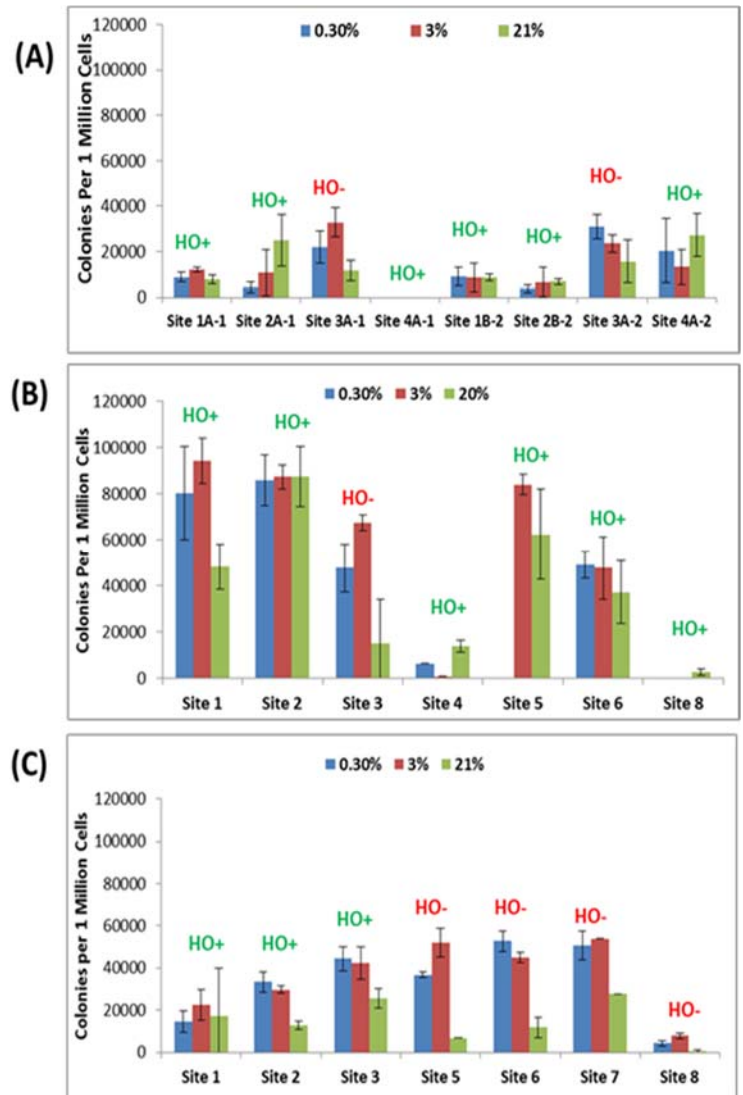 (A)
0.30% 3% 21%
Colonies Per 1 Million Cells
120000
100000
80000
60000
40000
20000
0
HO+
HO+
HO-
HO+
HO+
HO+
HO-
HO+
Site 1A-1 Site 2A-1 Site 3A-1 Site 4A-1 Site 1B-2 Site 2B-2 Site 3A-2 Site 4A-2
(B)
0.30% 3% 20%
Colonies Per 1 Million Cells
120000
100000
80000
60000
40000
20000
0
HO+
HO+
HO-
HO+
HO+
HO+
HO+
Site 1 Site 2 Site 3 Site 4 Site 5 Site 6 Site 8
(C)
0.30% 3% 21%
Colonies per 1 Million Cells
120000
100000
80000
60000
40000
20000
0
HO+
HO+
HO+
HO-
HO-
HO-
HO-
Site 1 Site 2 Site 3 Site 5 Site 6 Site 7 Site 8